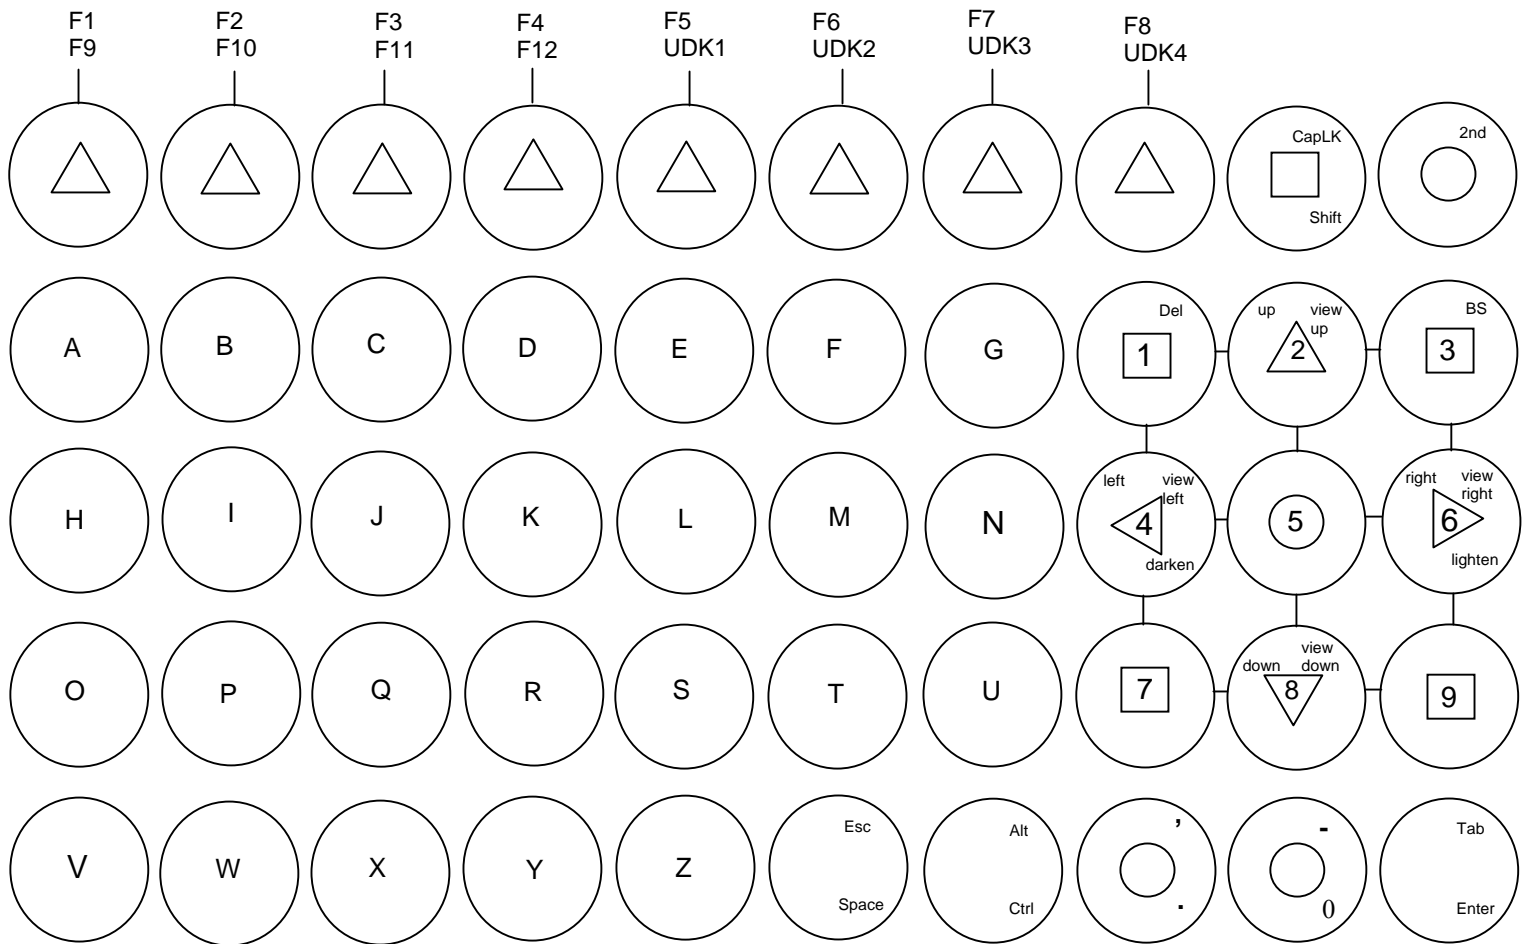 F1
F9
F2
F10
F3
F11
F4
F12
F5
UDK1
F6
UDK2
F7
UDK3
F8
UDK4
CapLK
Shift
2nd
A
B
C
D
E
F
G
Del
1
up
view
up
2
BS
3
H
I
J
K
L
M
N
left
view
left
4
darken
5
right
view
right
6
lighten
O
P
Q
R
S
T
U
7
view
down
down
8
9
V
W
X
Y
Z
Esc
Space
Alt
Ctrl
,
.
-
0
Tab
Enter